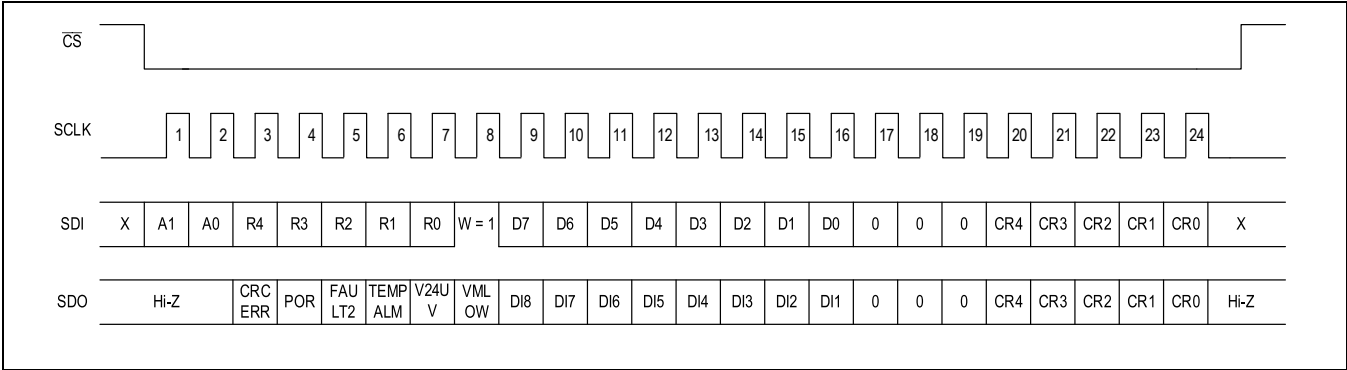 CS
SCLK 1 2 3 4 5 6 7 8 9 10 11 12 13 14 15 16 17 18 19 20 21 22 23 24
SDI X A1 A0 R4 R3 R2 R1 R0 W = 1 D7 D6 D5 D4 D3 D2 D1 D0 0 0 0 CR4 CR3 CR2 CR1 CR0 X
SDO Hi-Z CRC ERR POR FAU LT2 TEMP ALM V24U V VML OW DI8 DI7 DI6 DI5 DI4 DI3 DI2 DI1 0 0 0 CR4 CR3 CR2 CR1 CR0 Hi-Z